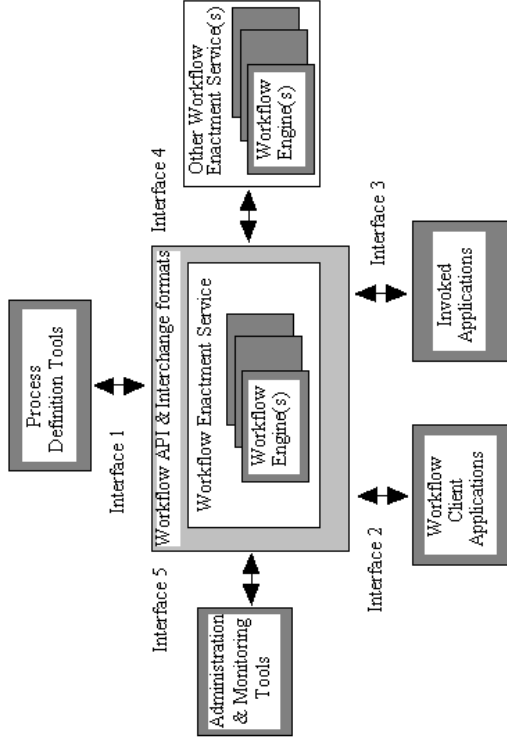 Process
Definition Tools
Interface 1
Workflow API & Interchange formats
Interface 5
Interface 4
Administration
& Monitoring
Tools
Workflow Enactment Service
Workflow
Engine(s)
Other Workflow
Enactment Service(s)
Workflow
Engine(s)
Interface 2
Interface 3
Workflow
Client
Applications
Invoked
Applications